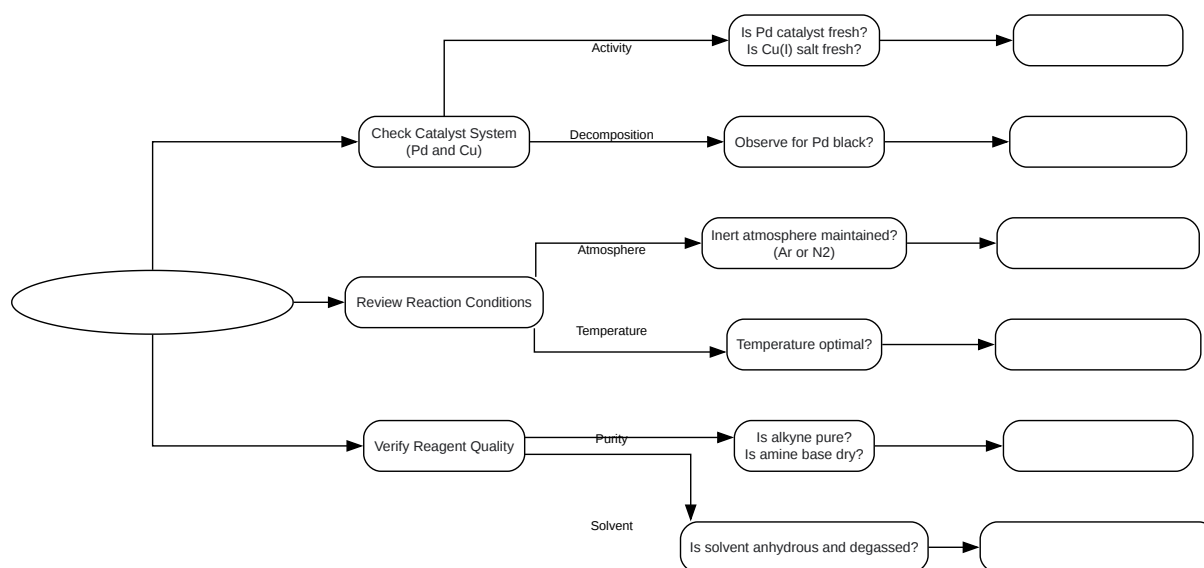 Is Pd catalyst fresh?
Is Cu(I) salt fresh?
Activity
Check Catalyst System
(Pd and Cu)
Decomposition
Observe for Pd black?
Inert atmosphere maintained?
(Ar or N2)
Atmosphere
Review Reaction Conditions
Temperature
Temperature optimal?
Verify Reagent Quality
Purity
Is alkyne pure?
Is amine base dry?
Solvent
Is solvent anhydrous and degassed?